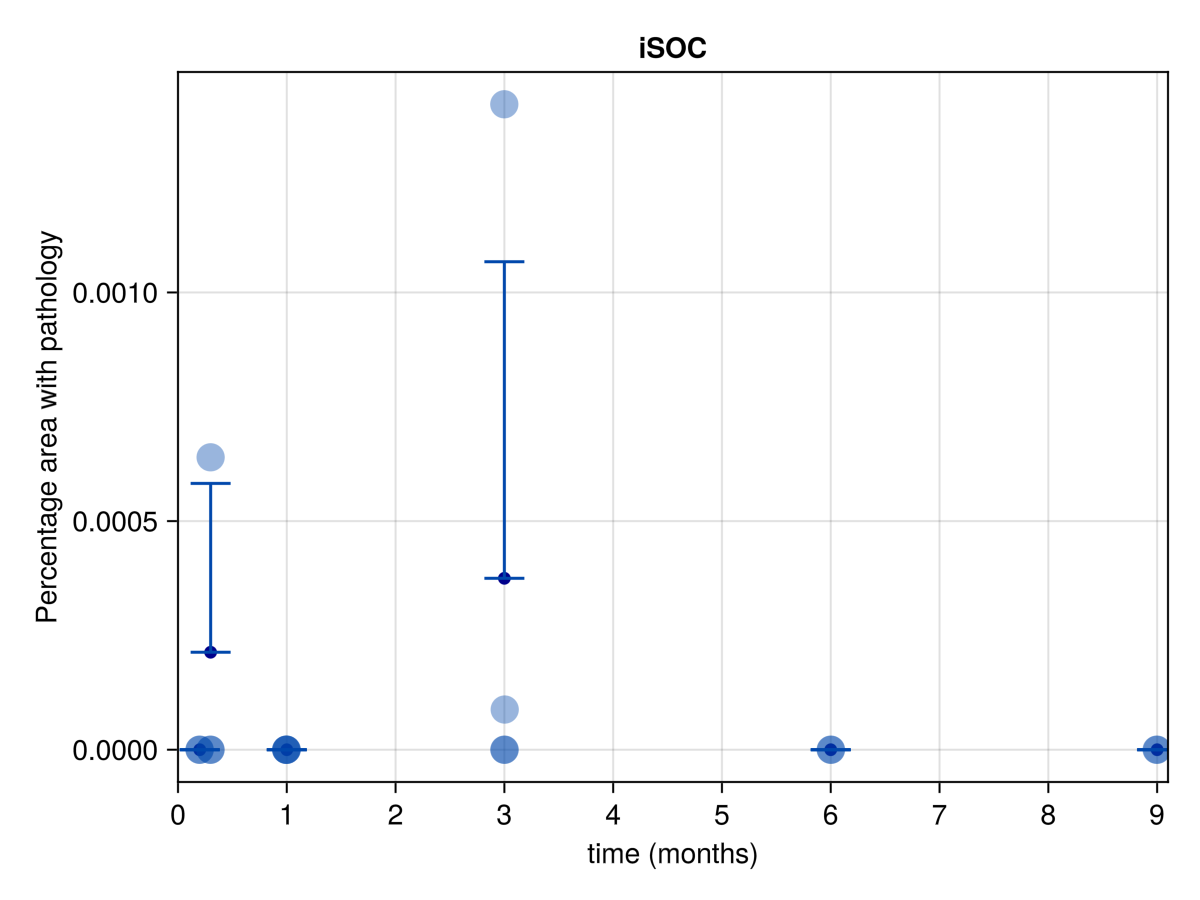 iSOC
Percentage area with pathology
0.0010
0.0005
0.0000
0 1 2 3 4 5 6 7 8 9
time (months)